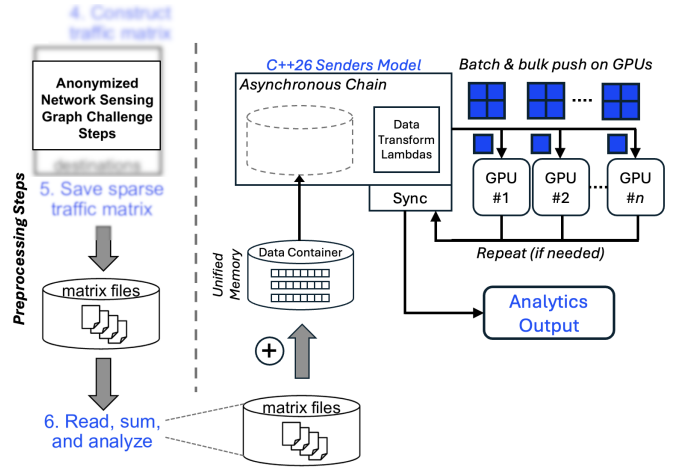 4. Construct
traffic matrix
Anonymized
Network Sensing
Graph Challenge
Steps
destinations
5. Save sparse
traffic matrix
Preprocessing Steps
matrix files
6. Read, sum,
and analyze
C++26 Senders Model
Asynchronous Chain
Data
Transform
Lambdas
Sync
Batch & bulk push on GPUs
GPU
#1
GPU
#2
GPU
#n
Repeat (if needed)
Unified
Memory
Data Container
Analytics
Output
matrix files